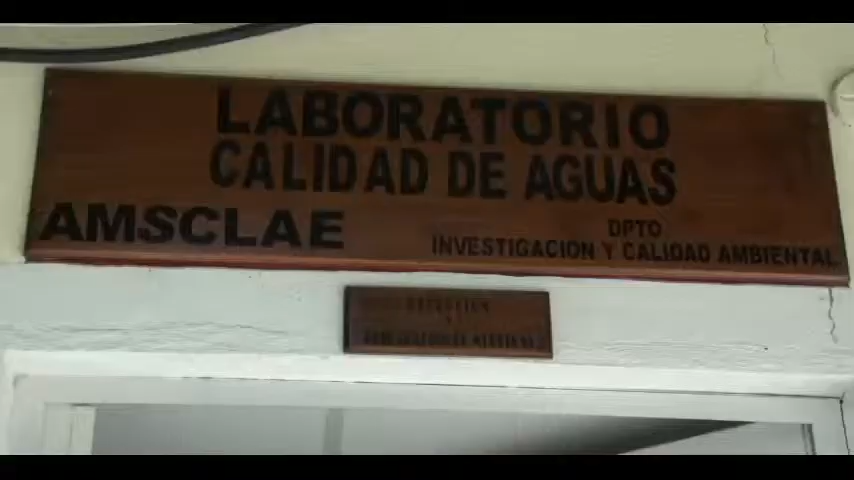 LABORATORIO
CALIDAD DE AGUAS
AMSCLAE
DPTO
INVESTIGACION Y CALIDAD AMBIENTAL